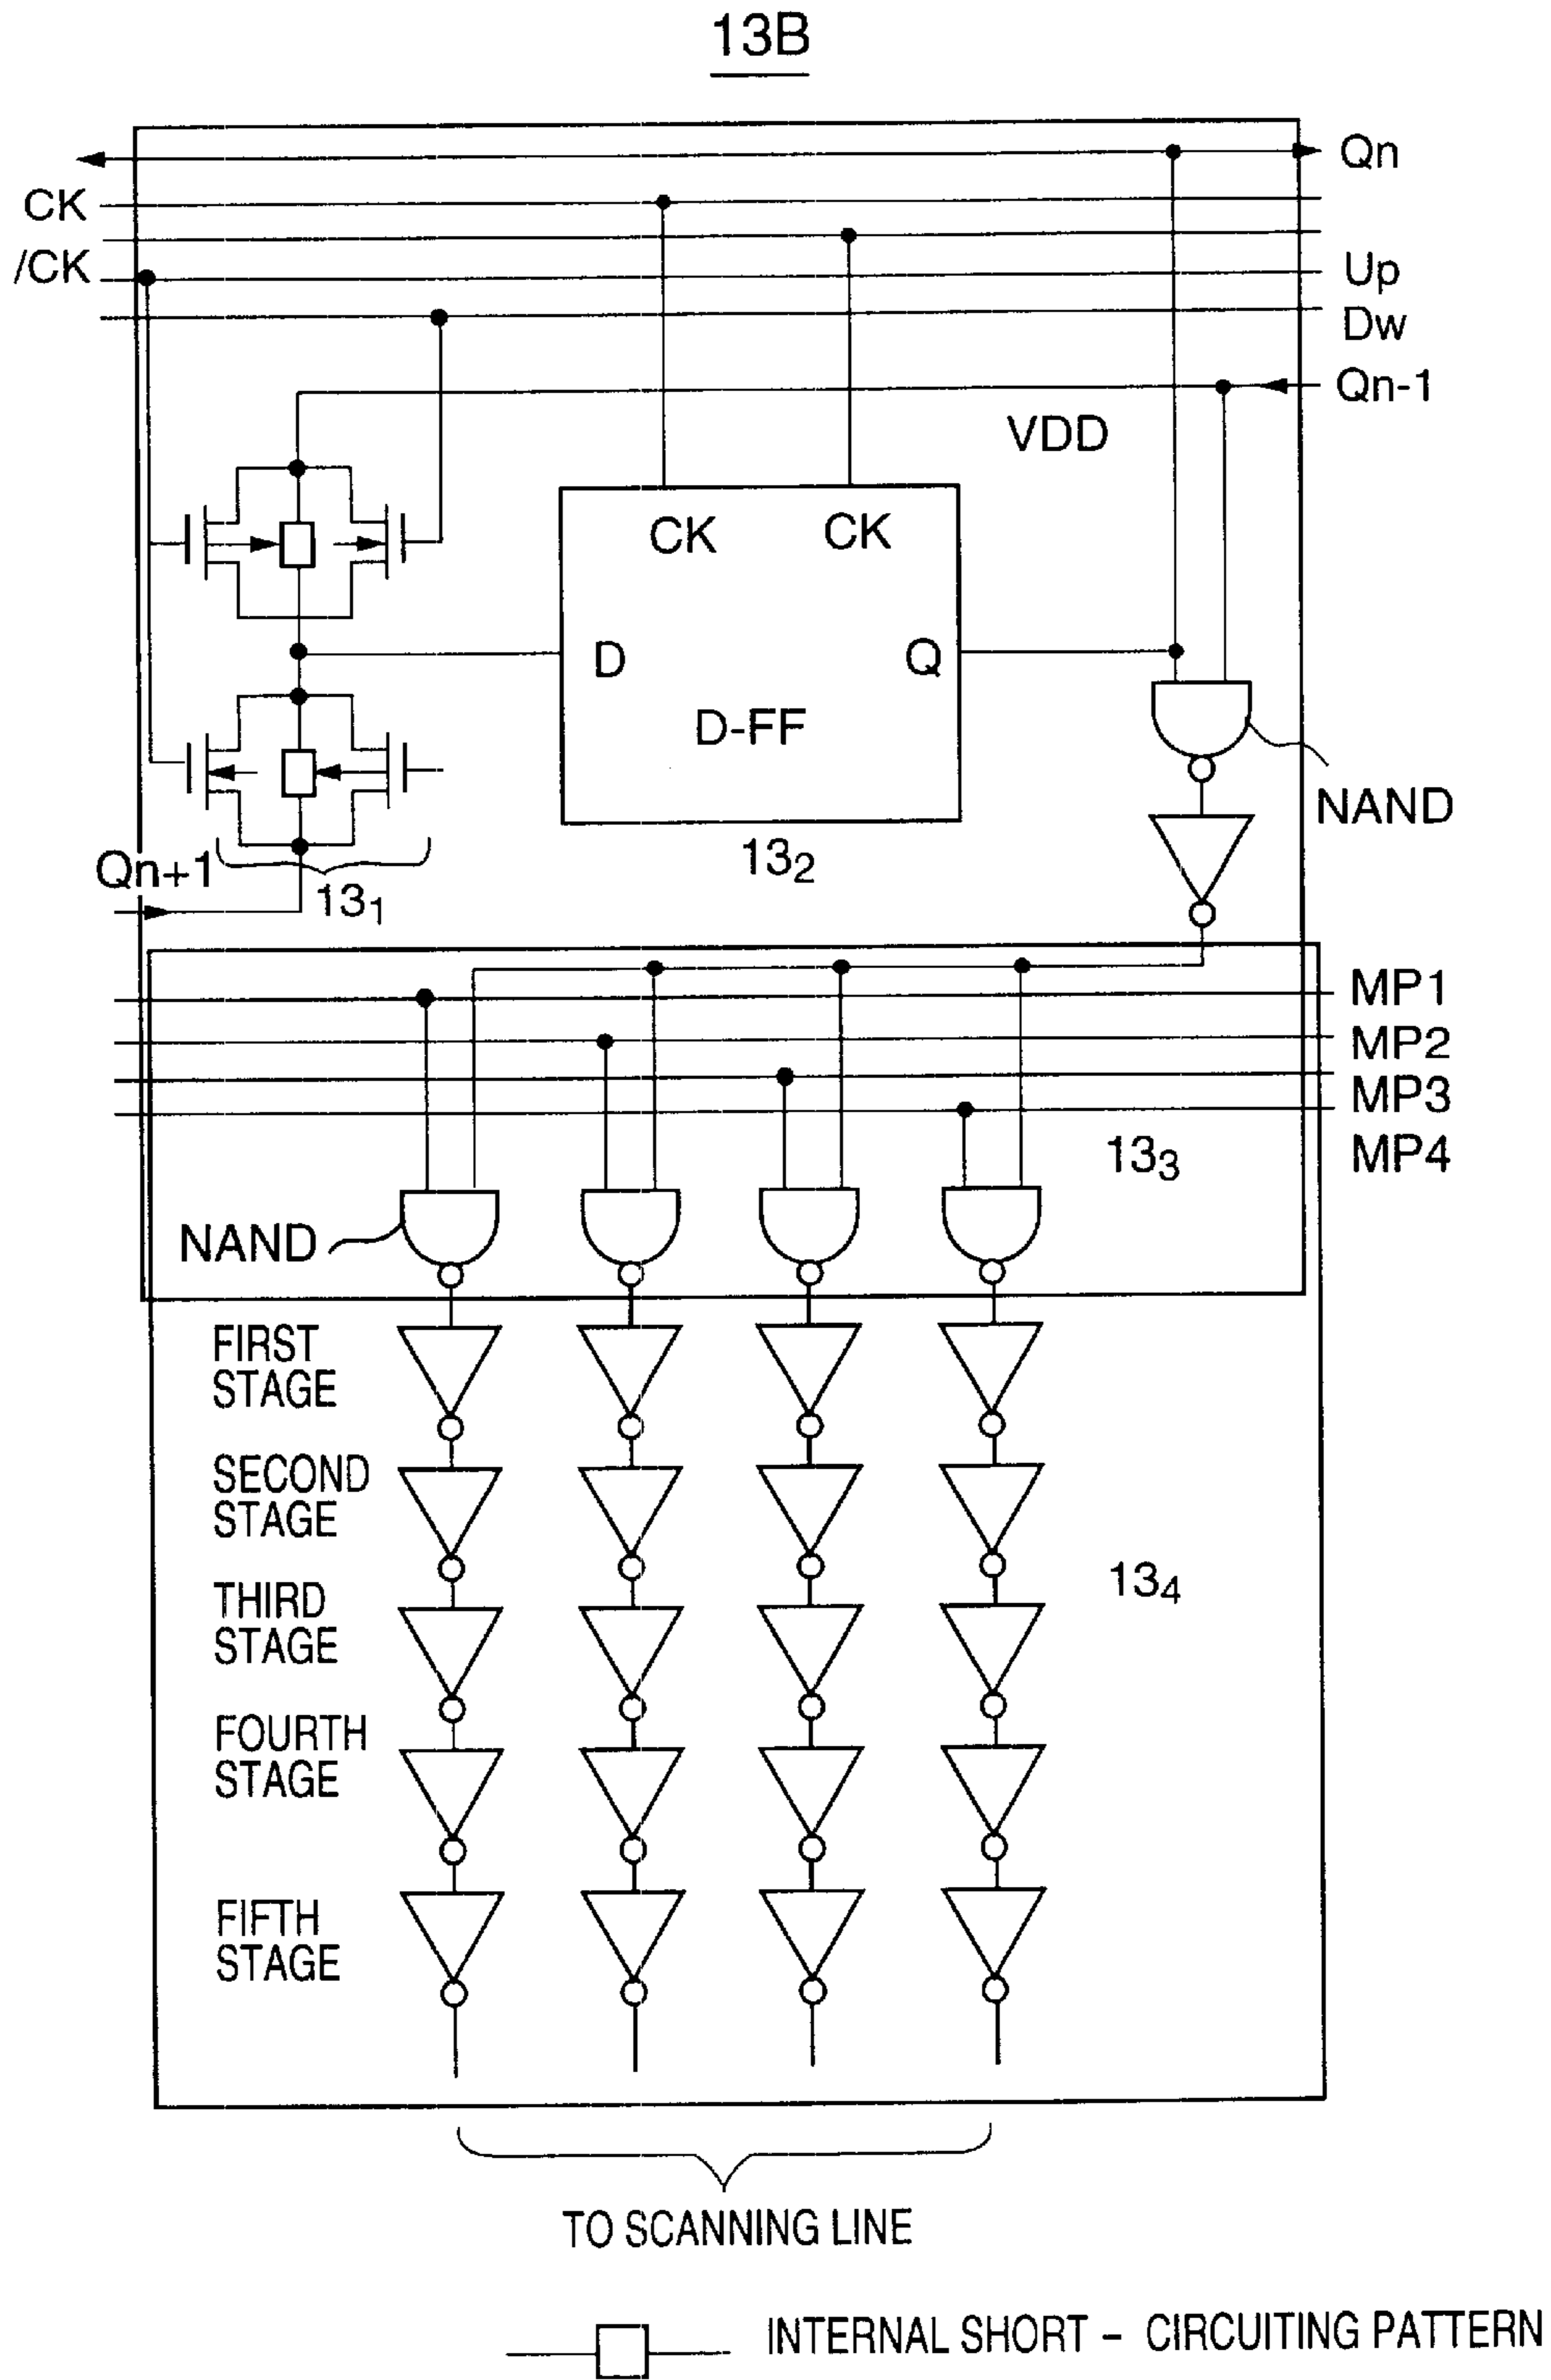 13B
Qn
CK
/CK
Up
Dw
Qn-1
VDD
CK
CK
D
Q
D-FF
NAND
Qn+1
13₁
13₂
MP1
MP2
MP3
MP4
13₃
NAND
FIRST
STAGE
SECOND
STAGE
THIRD
STAGE
13₄
FOURTH
STAGE
FIFTH
STAGE
TO SCANNING LINE
INTERNAL SHORT - CIRCUITING PATTERN